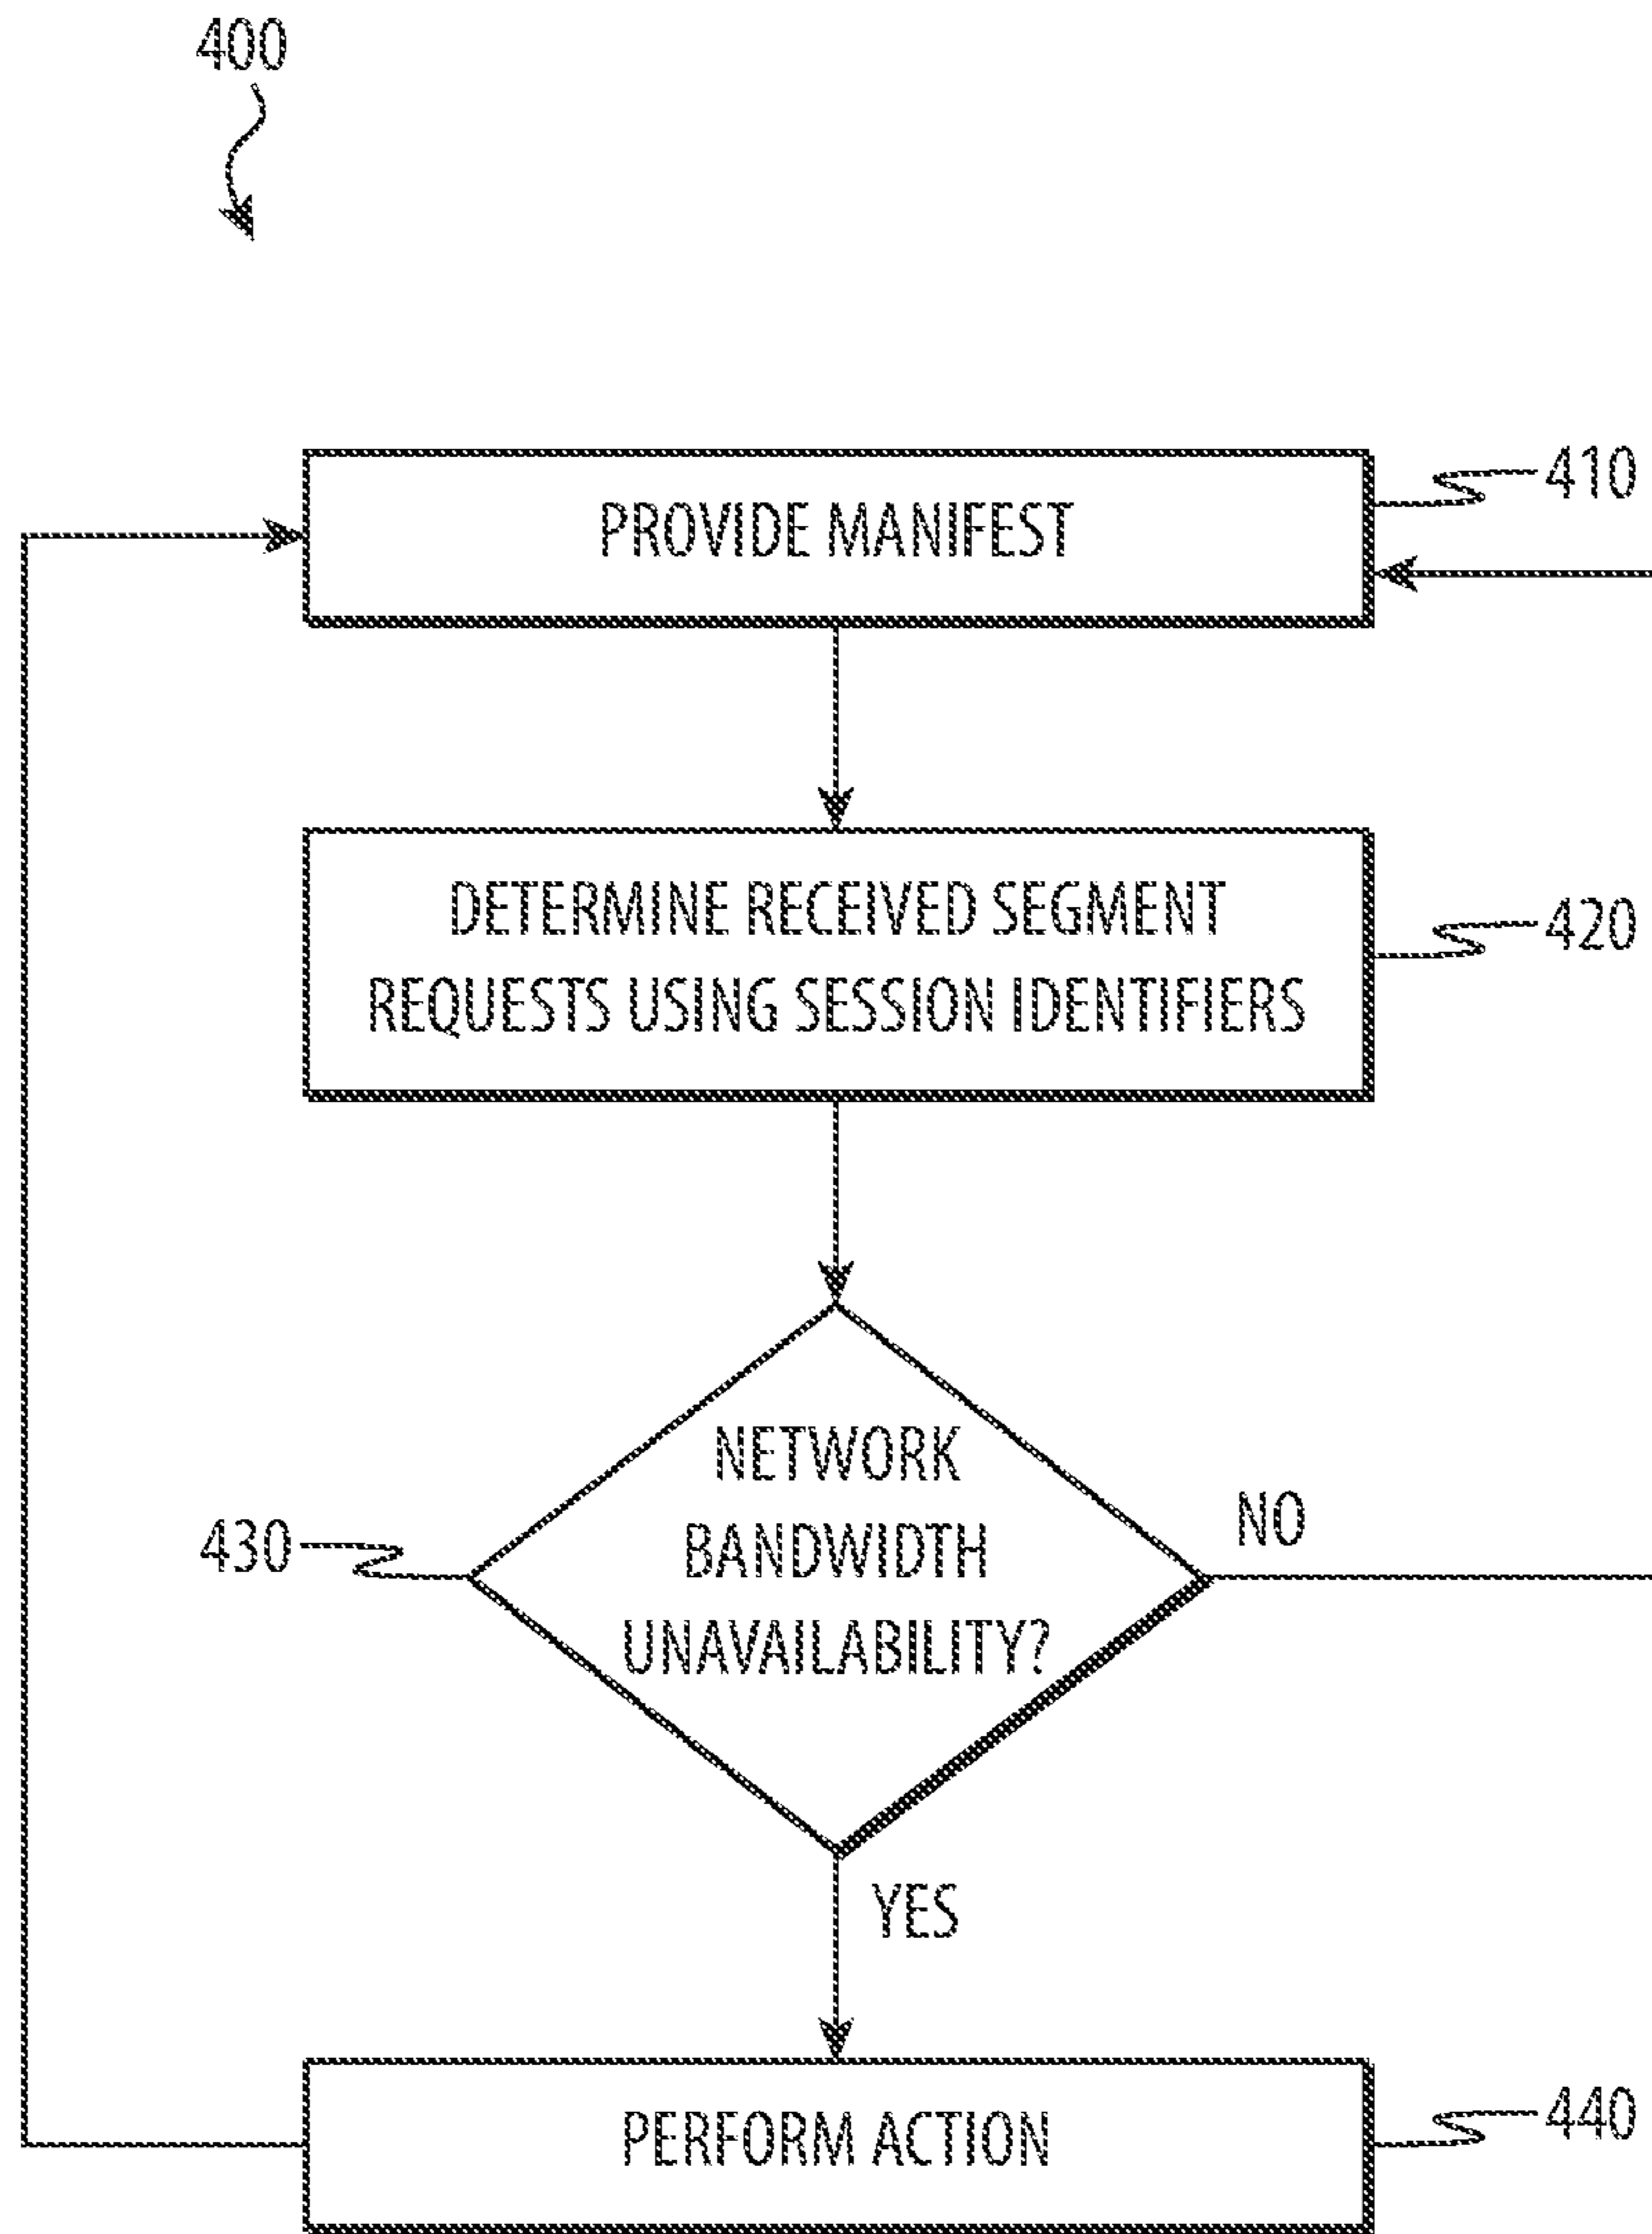 400
PROVIDE MANIFEST
410
DETERMINE RECEIVED SEGMENT
REQUESTS USING SESSION IDENTIFIERS
420
NETWORK
BANDWIDTH
UNAVAILABILITY?
430
NO
YES
PERFORM ACTION
440